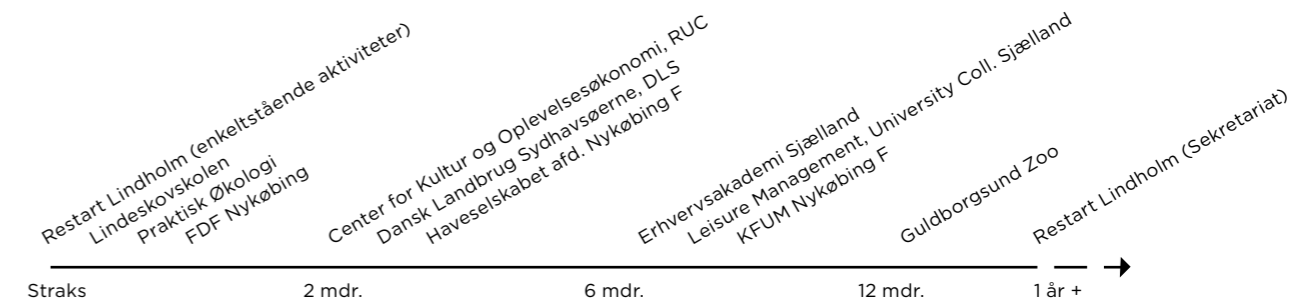 Restart Lindholm (enkeltstående aktiviteter)
Lindeskovskolen
Praktisk Økologi
FDF Nykøbing
Center for Kultur og Oplevelsesøkonomi, RUC
Dansk Landbrug Sydhavsøerne, DLS
Haveselskabet afd. Nykøbing F
Erhvervsakademi Sjælland
Leisure Management, University Coll. Sjælland
KFUM Nykøbing F
Guldborgsund Zoo
Restart Lindholm (Sekretariat)
Straks
2 mdr.
6 mdr.
12 mdr.
1 år +